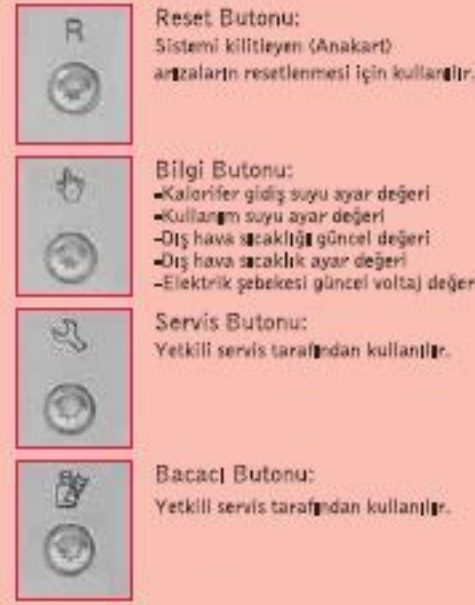 R
Reset Butonu:
Sistemi kilitleyen (Anakart)
arızaların resetlenmesi için kullanılır.
Bilgi Butonu:
-Kalorifer gidiş suyu ayar değeri
-Kullanım suyu ayar değeri
-Dış hava sıcaklığı güncel değeri
-Dış hava sıcaklık ayar değeri
-Elektrik şebekesi güncel voltaj değer
Servis Butonu:
Yetkili servis tarafından kullanılır.
Bacacı Butonu:
Yetkili servis tarafından kullanılır.